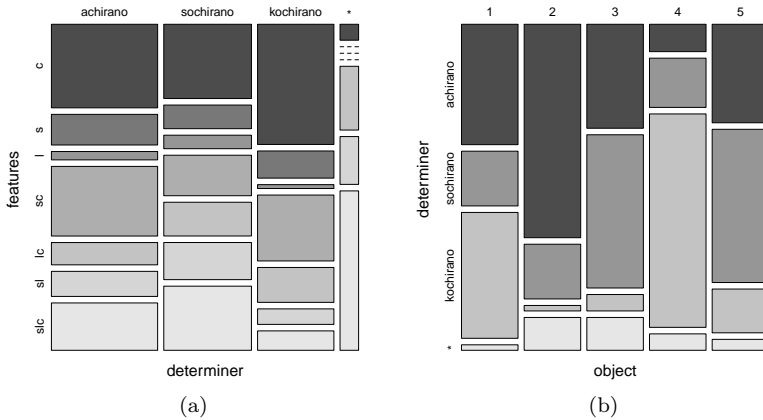 achirano sochirano kochirano *
c
s
l
sc
lc
sl
slc
features
determiner
(a)
1 2 3 4 5
achirano
sochirano
kochirano
*
determiner
object
(b)